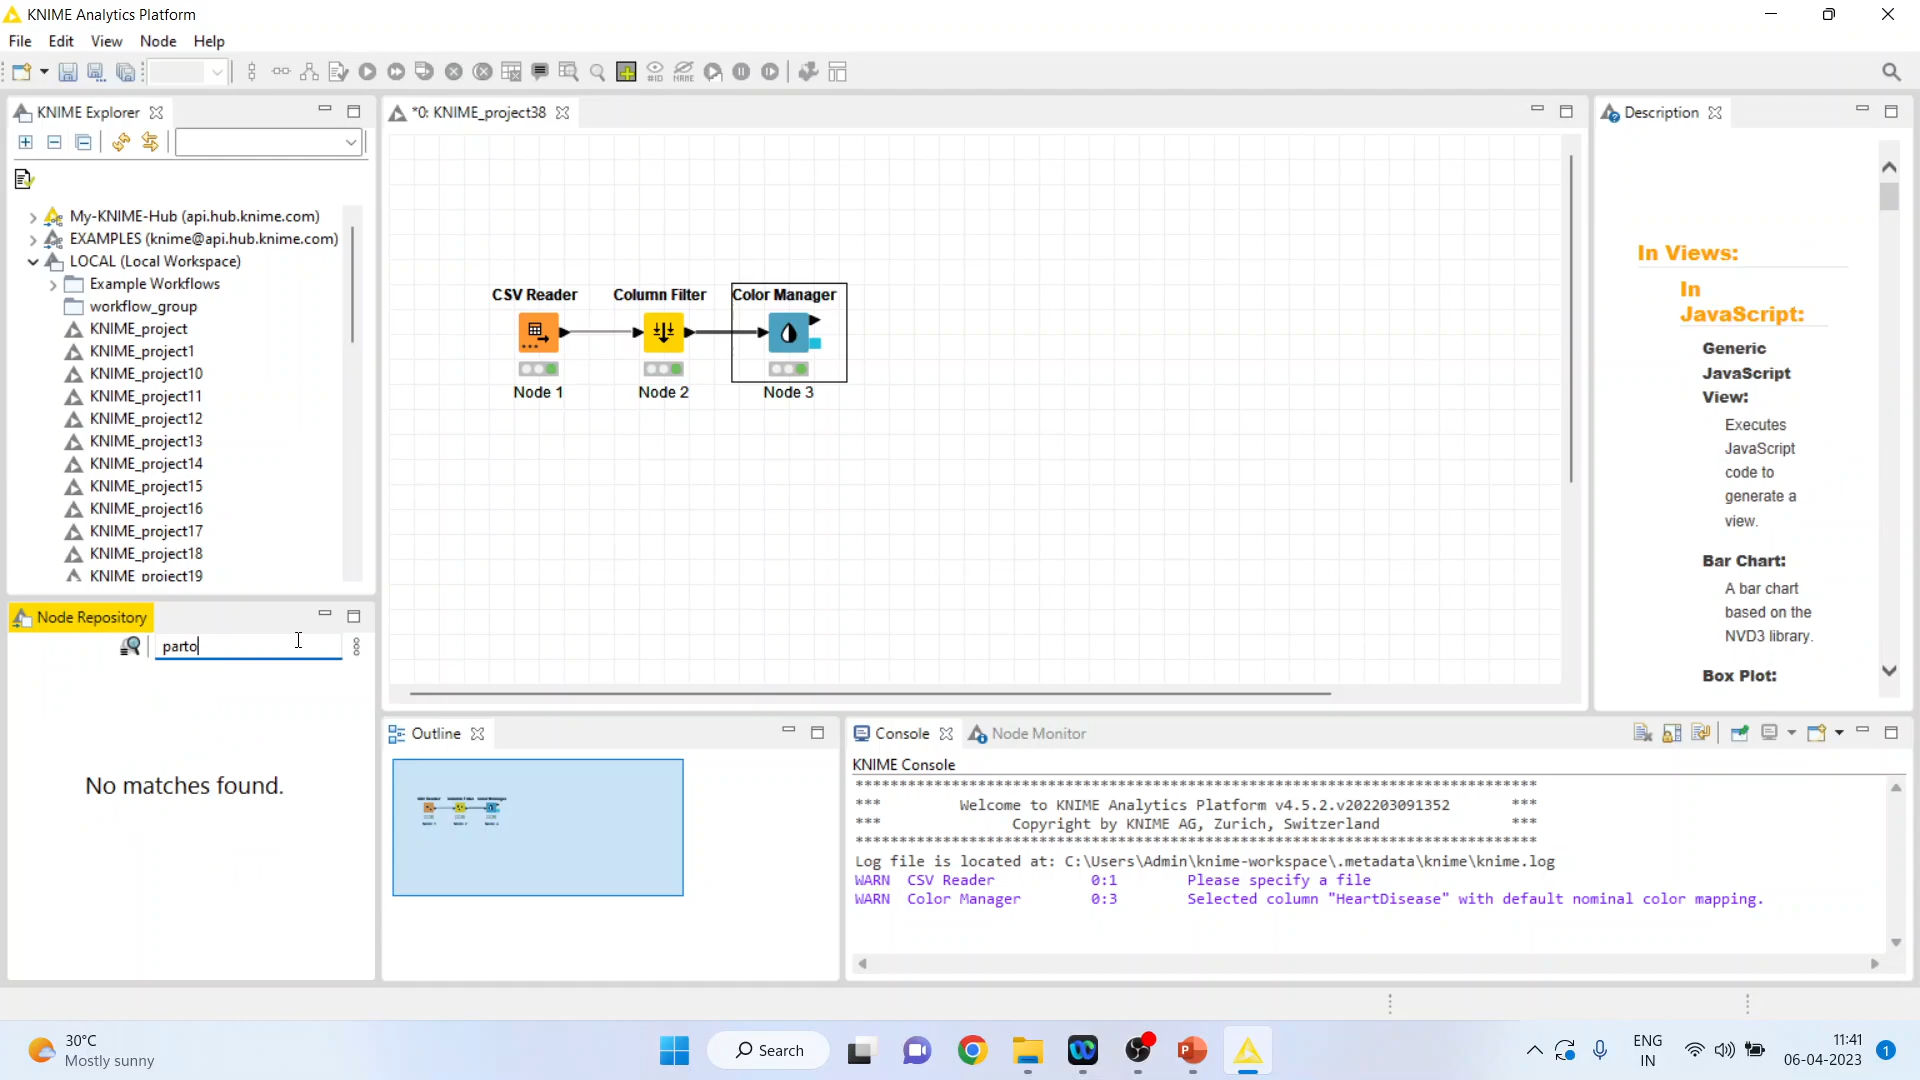 KNIME Analytics Platform
File Edit View Node Help
KNIME Explorer
My-KNIME-Hub (api.hub.knime.com)
EXAMPLES (knime@api.hub.knime.com)
LOCAL (Local Workspace)
Example Workflows
workflow_group
KNIME_project
KNIME_project1
KNIME_project10
KNIME_project11
KNIME_project12
KNIME_project13
KNIME_project14
KNIME_project15
KNIME_project16
KNIME_project17
KNIME_project18
KNIME_project19
Node Repository
parto
No matches found.
*0: KNIME_project38
CSV Reader Column Filter Color Manager
Node 1 Node 2 Node 3
Outline
Description
In Views:
In
JavaScript:
Generic
JavaScript
View:
Executes
JavaScript
code to
generate a
view.
Bar Chart:
A bar chart
based on the
NVD3 library.
Box Plot:
Console Node Monitor
KNIME Console
*** Welcome to KNIME Analytics Platform v4.5.2.v202203091352 ***
*** Copyright by KNIME AG, Zurich, Switzerland ***
Log file is located at: C:\Users\Admin\knime-workspace\.metadata\knime\knime.log
WARN CSV Reader 0:1 Please specify a file
WARN Color Manager 0:3 Selected column "HeartDisease" with default nominal color mapping.
30°C
Mostly sunny
Search
ENG
IN
11:41
06-04-2023
1